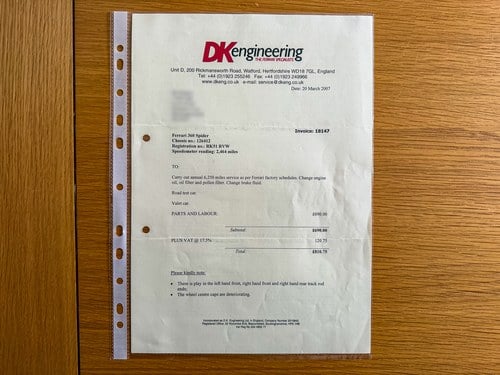 DKengineering
THE FERRARI SPECIALISTS
Unit D, 200 Rickmansworth Road, Watford, Hertfordshire WD18 7GL, England
Tel: +44 (0)1923 255246 Fax: +44 (0)1923 248966
www.dkeng.co.uk e-mail: service@dkeng.co.uk
Date: 20 March 2007
Invoice: 18147
Ferrari 360 Spider
Chassis no.: 126012
Registration no.: RK51 RVW
Speedometer reading: 2,464 miles
TO:
Carry out annual 6,250 miles service as per Ferrari factory schedules. Change engine
oil, oil filter and pollen filter. Change brake fluid.
Road test car.
Valet car.
PARTS AND LABOUR: £690.00
Subtotal: £690.00
PLUS VAT @ 17.5% 120.75
Total £810.75
Please kindly note:
• There is play in the left hand front, right hand front and right hand rear track rod
ends.
• The wheel centre caps are deteriorating.